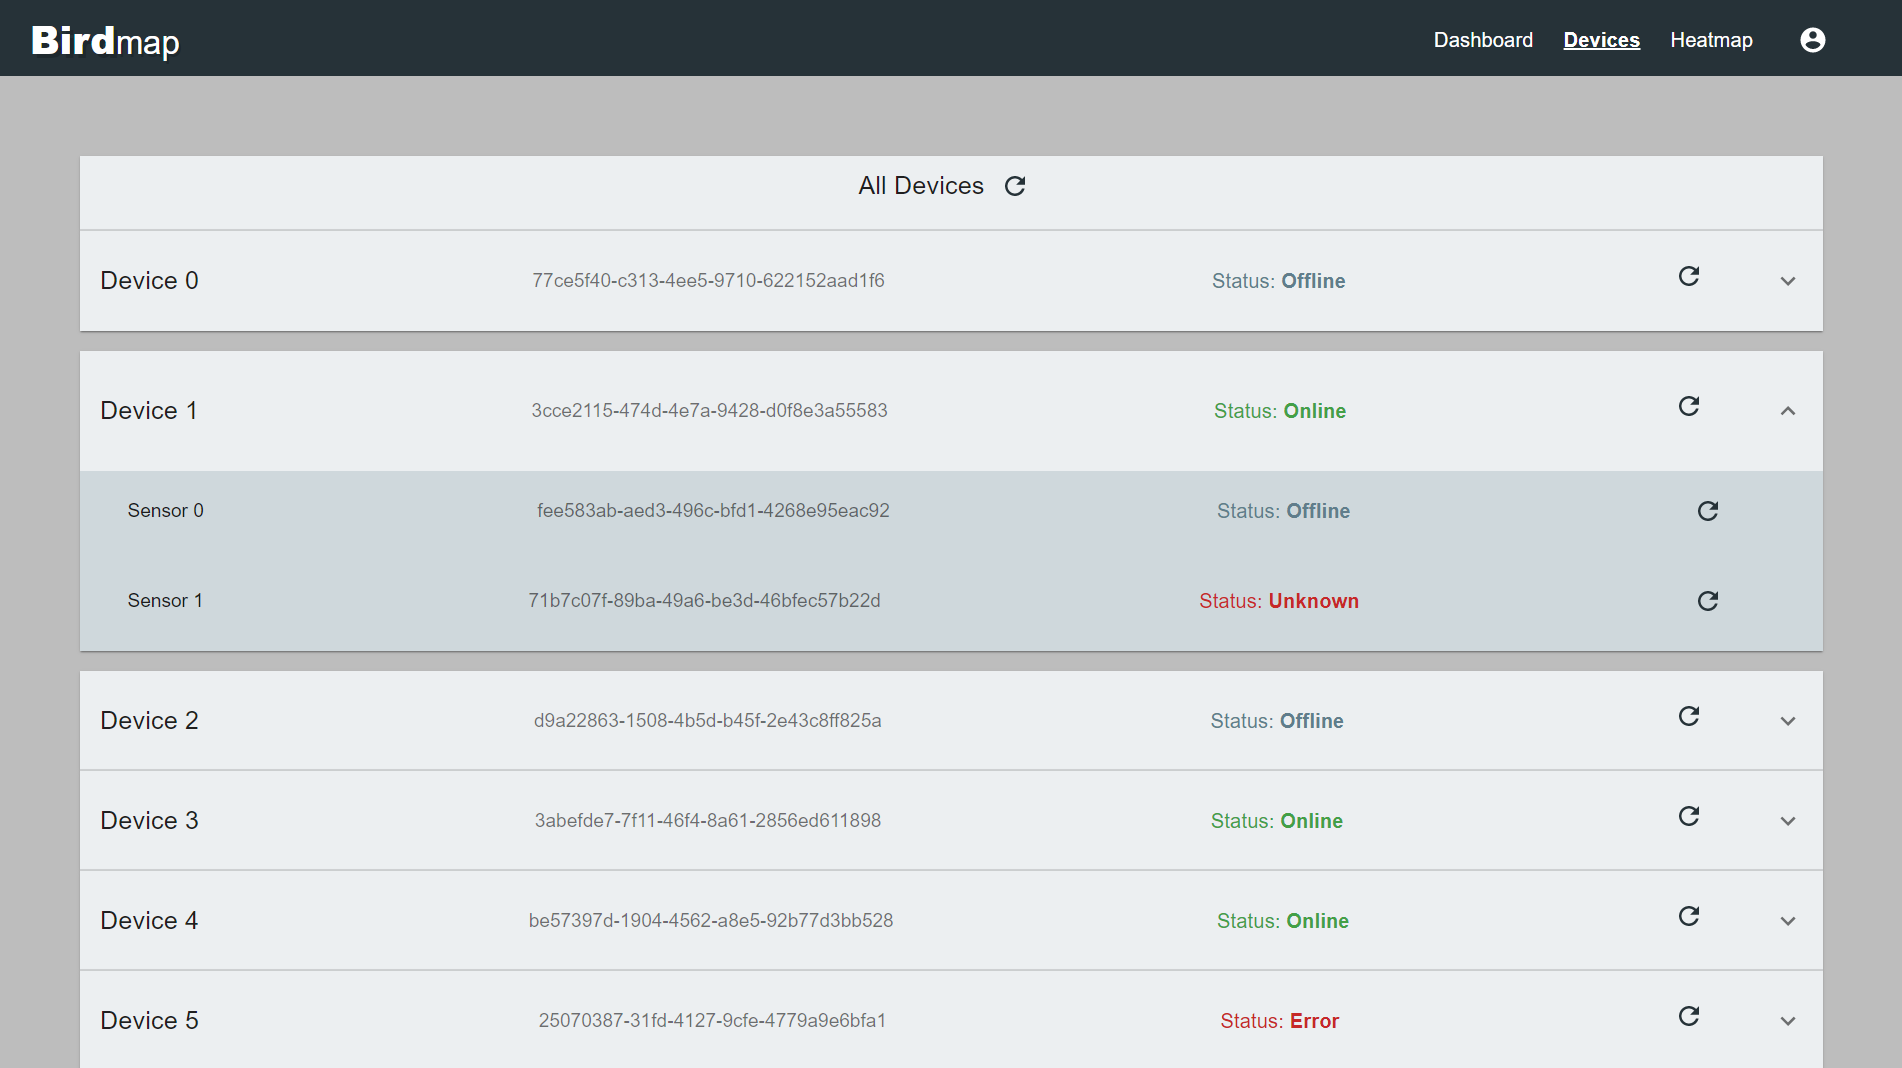 Birdmap Dashboard Devices Heatmap
All Devices
Device 0 77ce5f40-c313-4ee5-9710-622152aad1f6 Status: Offline
Device 1 3cce2115-474d-4e7a-9428-d0f8e3a55583 Status: Online
Sensor 0 fee583ab-aed3-496c-bfd1-4268e95eac92 Status: Offline
Sensor 1 71b7c07f-89ba-49a6-be3d-46bfec57b22d Status: Unknown
Device 2 d9a22863-1508-4b5d-b45f-2e43c8ff825a Status: Offline
Device 3 3abefde7-7f11-46f4-8a61-2856ed611898 Status: Online
Device 4 be57397d-1904-4562-a8e5-92b77d3bb528 Status: Online
Device 5 25070387-31fd-4127-9cfe-4779a9e6bfa1 Status: Error